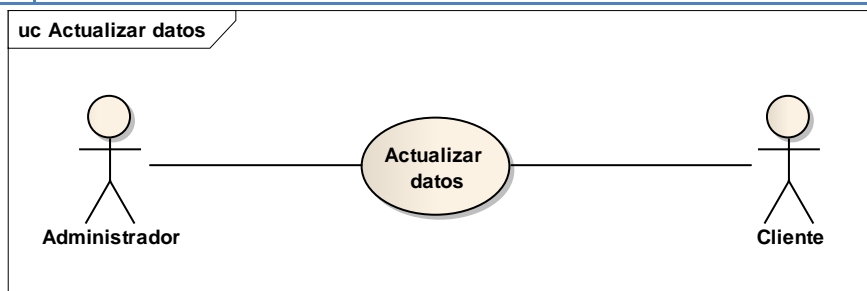 uc Actualizar datos
Actualizar
datos
Administrador
Cliente